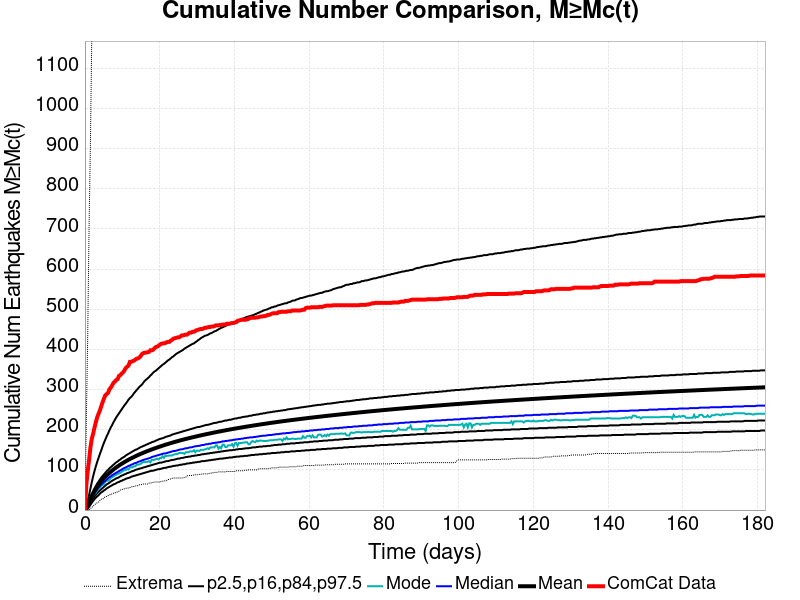 Cumulative Number Comparison, M≥Mc(t)
Cumulative Num Earthquakes M≥Mc(t)
1100
1000
900
800
700
600
500
400
300
200
100
0
0 20 40 60 80 100 120 140 160 180
Time (days)
Extrema p2.5,p16,p84,p97.5 Mode Median Mean ComCat Data